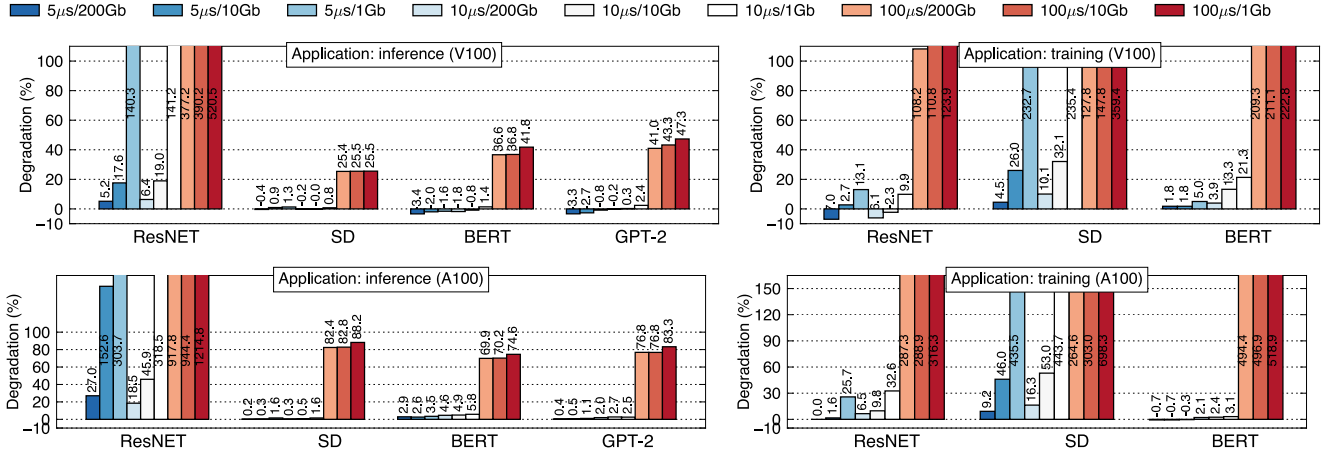 5μs/200Gb 5μs/10Gb 5μs/1Gb 10μs/200Gb 10μs/10Gb 10μs/1Gb 100μs/200Gb 100μs/10Gb 100μs/1Gb
Application: inference (V100)
Degradation (%)
100
80
60
40
20
0
−10
5.2 17.6 140.3 6.4 19.0 141.2 377.2 390.2 520.5
−0.4 0.9 1.3 −0.2 −0.0 0.8 25.4 25.5 25.5
3.4 −2.0 −1.6 −1.8 −0.8 1.4 36.6 36.8 41.8
3.3 −2.7 −0.8 −0.2 0.3 2.4 41.0 43.3 47.3
ResNET SD BERT GPT-2
Application: training (V100)
Degradation (%)
100
80
60
40
20
0
−10
7.0 2.7 13.1 6.1 −2.3 9.9 108.2 110.8 123.9
4.5 26.0 232.7 10.1 32.1 235.4 127.8 147.8 359.4
1.8 1.8 5.0 3.9 13.3 21.3 209.3 211.1 222.8
ResNET SD BERT
Application: inference (A100)
Degradation (%)
100
80
60
40
20
0
−10
27.0 152.6 303.7 18.5 45.9 318.5 917.8 944.4 1214.8
0.2 0.3 1.6 0.3 0.5 1.6 82.4 82.8 88.2
2.9 2.6 3.5 4.6 4.9 5.8 69.9 70.2 74.6
0.4 0.5 1.1 2.0 2.7 2.5 76.8 76.8 83.3
ResNET SD BERT GPT-2
Application: training (A100)
Degradation (%)
150
120
90
60
30
0
−10
0.0 1.6 25.7 6.5 9.8 32.6 287.3 288.9 316.3
9.2 46.0 435.5 16.3 53.0 443.7 264.6 303.0 698.3
−0.7 −0.7 −0.3 2.1 2.4 3.1 494.4 496.9 518.9
ResNET SD BERT